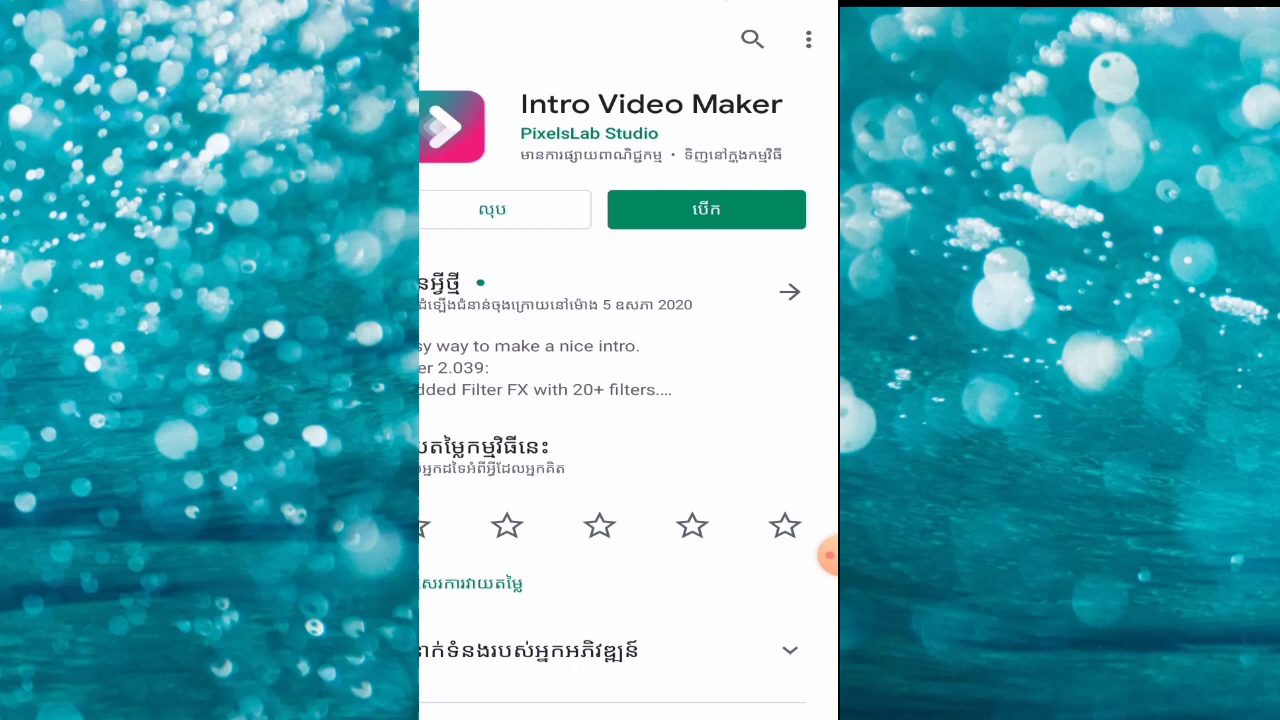 Intro Video Maker
PixelsLab Studio
មានការផ្សាយពាណិជ្ជកម្ម • ទិញនៅក្នុងកម្មវិធី
លុប
បើក
នអ្វីថ្មី •
ដំឡើងជំនាន់ចុងក្រោយនៅម៉ោង 5 ឧសភា 2020
sy way to make a nice intro.
er 2.039:
dded Filter FX with 20+ filters....
បតម្លៃកម្មវិធីនេះ
អ្នកដទៃអំពីអ្វីដែលអ្នកគិត
សេរការវាយតម្លៃ
ាក់ទំនងរបស់អ្នកអភិវឌ្ឍន៍